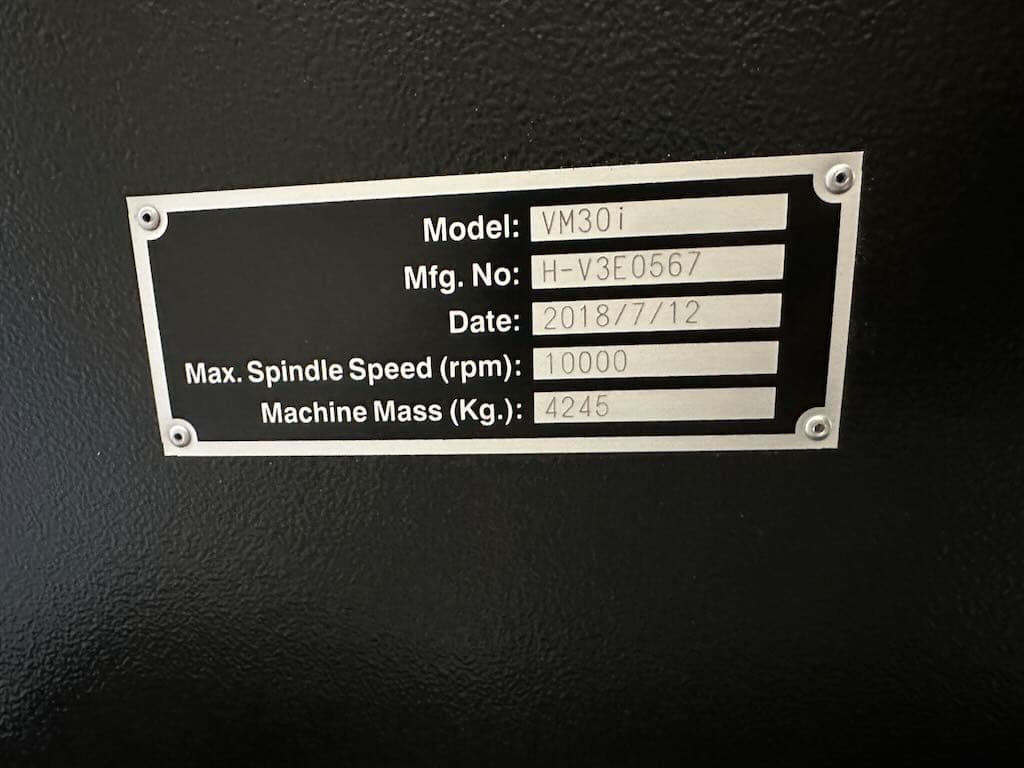 Model: VM30i
Mfg. No: H-V3E0567
Date: 2018/7/12
Max. Spindle Speed (rpm): 10000
Machine Mass (Kg.): 4245